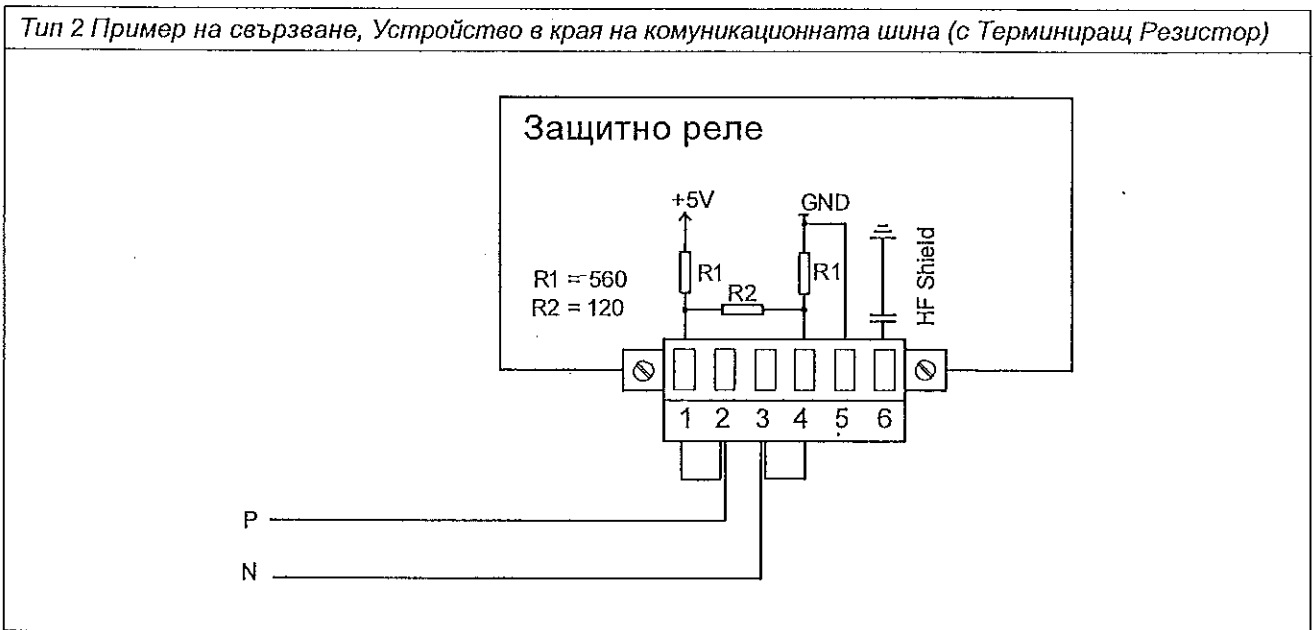 Тип 2 Пример на свързване, Устройство в края на комуникационната шина (с Терминиращ Резистор)
Защитно реле
+5V GND
R1 = 560 R1 R1 HF Shield
R2 = 120 R2
1 2 3 4 5 6
P
N